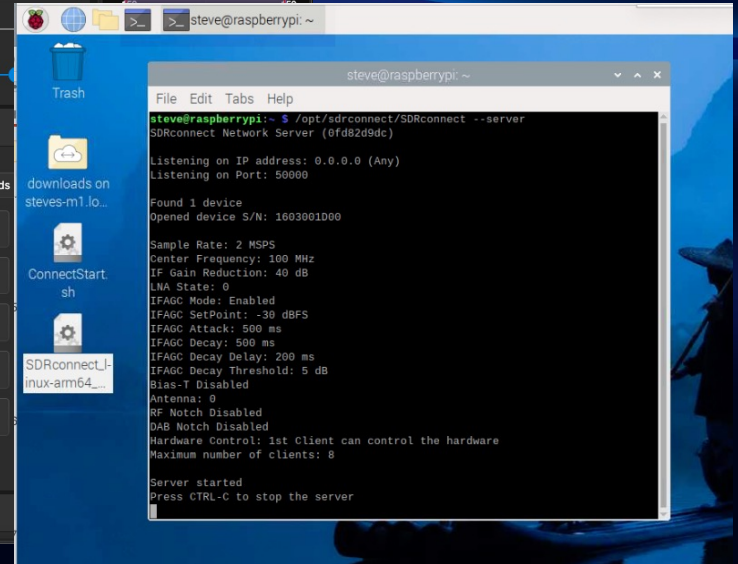 steve@raspberrypi: ~
Trash
downloads on
steves-m1.lo...
ConnectStart.
sh
SDRconnect_l-
inux-arm64_...
steve@raspberrypi: ~
File Edit Tabs Help
steve@raspberrypi:~ $ /opt/sdrconnect/SDRconnect --server
SDRconnect Network Server (0fd82d9dc)
Listening on IP address: 0.0.0.0 (Any)
Listening on Port: 50000
Found 1 device
Opened device S/N: 1603001D00
Sample Rate: 2 MSPS
Center Frequency: 100 MHz
IF Gain Reduction: 40 dB
LNA State: 0
IFAGC Mode: Enabled
IFAGC SetPoint: -30 dBFS
IFAGC Attack: 500 ms
IFAGC Decay: 500 ms
IFAGC Decay Delay: 200 ms
IFAGC Decay Threshold: 5 dB
Bias-T Disabled
Antenna: 0
RF Notch Disabled
DAB Notch Disabled
Hardware Control: 1st Client can control the hardware
Maximum number of clients: 8
Server started
Press CTRL-C to stop the server